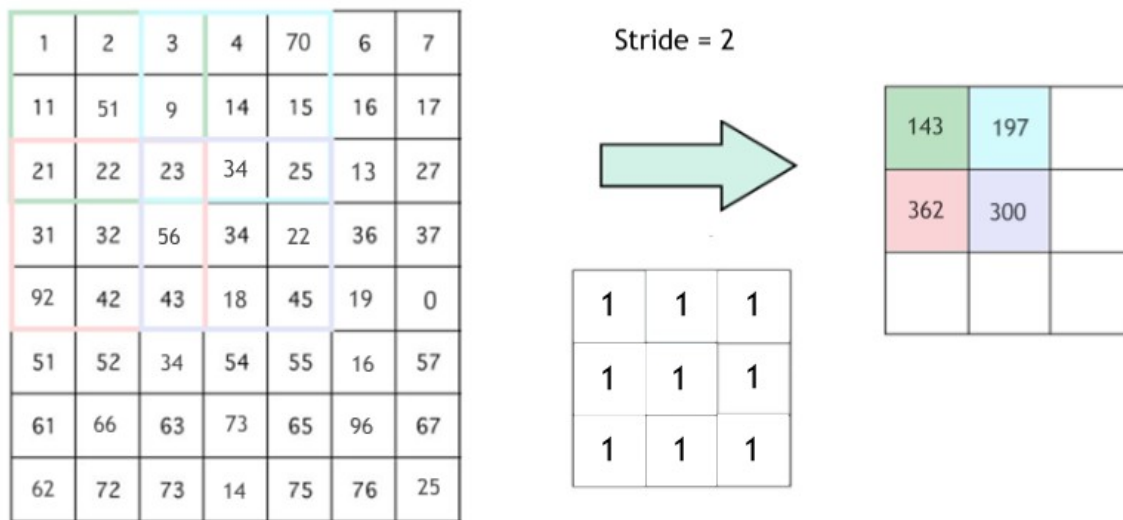 1 2 3 4 70 6 7
Stride = 2
11 51 9 14 15 16 17
143 197
21 22 23 34 25 13 27
362 300
31 32 56 34 22 36 37
92 42 43 18 45 19 0
1 1 1
51 52 34 54 55 16 57
1 1 1
61 66 63 73 65 96 67
1 1 1
62 72 73 14 75 76 25